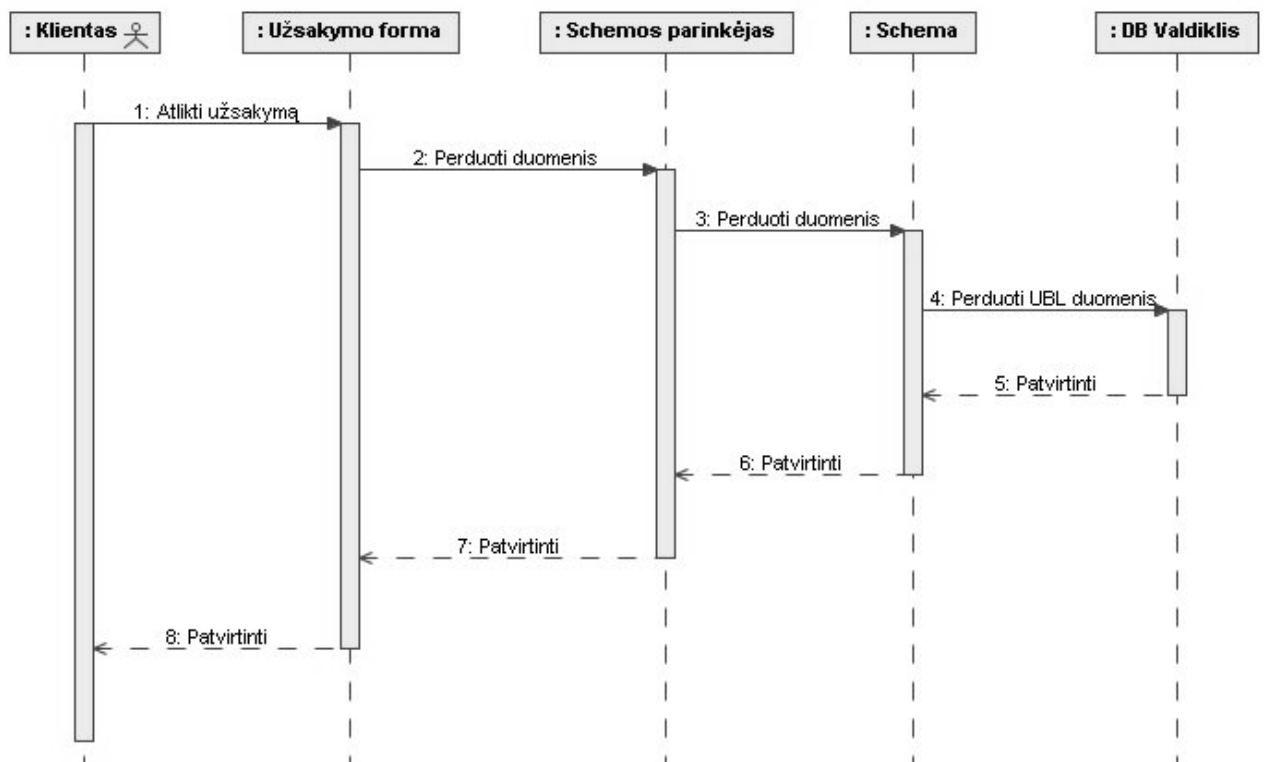 : Klientas
: Užsakymo forma
: Schemos parinkėjas
: Schema
: DB Valdiklis
1: Atlikti užsakymą
2: Perduoti duomenis
3: Perduoti duomenis
4: Perduoti UBL duomenis
5: Patvirtinti
6: Patvirtinti
7: Patvirtinti
8: Patvirtinti